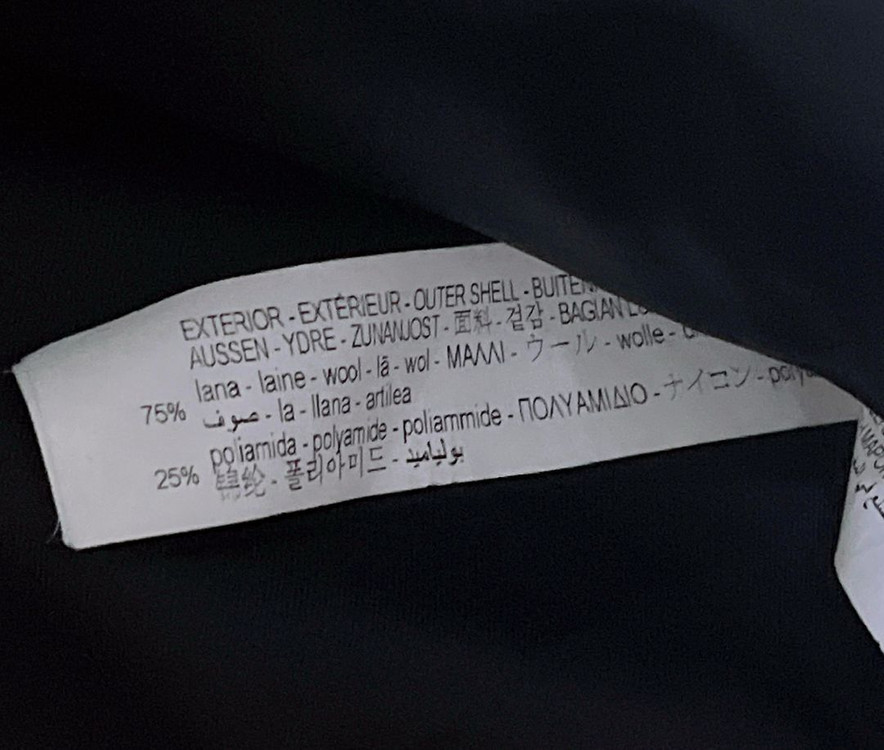 EXTERIOR - EXTÉRIEUR - OUTER SHELL -
AUSSEN - YDRE - ZUNANJOST - 面料 - 겉감 - BAGIAN
75% lana - laine - wool - lã - wol - ΜΑΛΛΙ - ウール - wolle -
صوف - la - llana - artilea
25% poliamida - polyamide - poliammide - ΠΟΛΥΑΜΙΔΙΟ - ナイロン -
锦纶 - 폴리아미드 - بولياميد